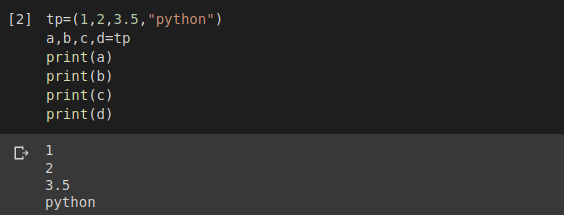 [2] tp=(1,2,3.5,"python")
a,b,c,d=tp
print(a)
print(b)
print(c)
print(d)
1
2
3.5
python